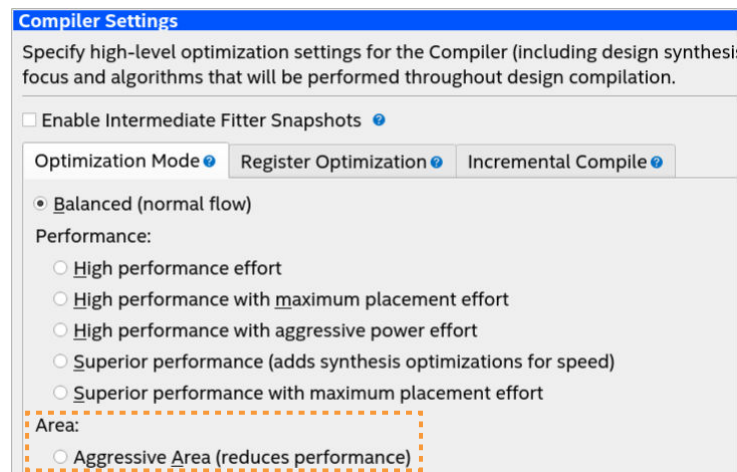 Compiler Settings
Specify high-level optimization settings for the Compiler (including design synthesis
focus and algorithms that will be performed throughout design compilation.
Enable Intermediate Fitter Snapshots
Optimization Mode Register Optimization Incremental Compile
Balanced (normal flow)
Performance:
High performance effort
High performance with maximum placement effort
High performance with aggressive power effort
Superior performance (adds synthesis optimizations for speed)
Superior performance with maximum placement effort
Area:
Aggressive Area (reduces performance)